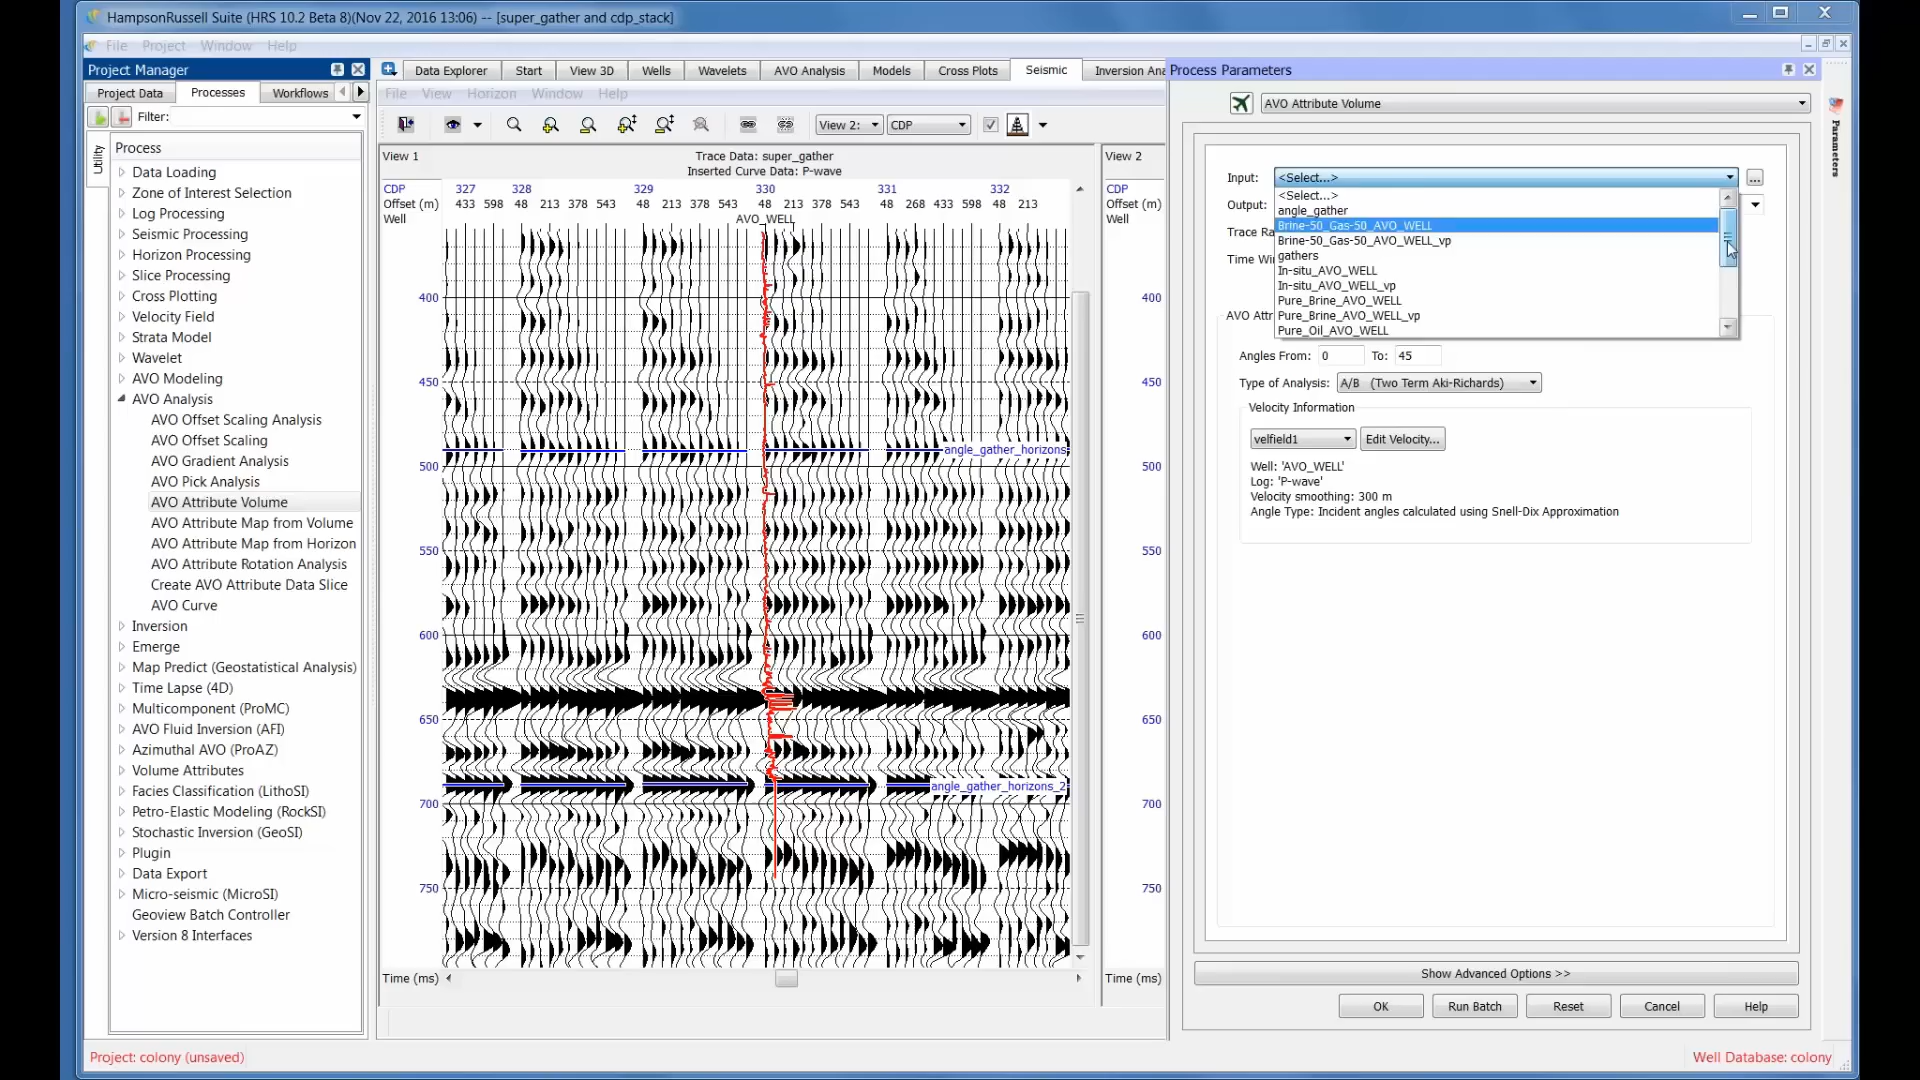 HampsonRussell Suite (HRS 10.2 Beta 8)(Nov 22, 2016 13:06) -- [super_gather and cdp_stack]
File Project Window Help
Project Manager
Project Data Processes Workflows
Filter:
Utility
Process
Data Loading
Zone of Interest Selection
Log Processing
Seismic Processing
Horizon Processing
Slice Processing
Cross Plotting
Velocity Field
Strata Model
Wavelet
AVO Modeling
AVO Analysis
AVO Offset Scaling Analysis
AVO Offset Scaling
AVO Gradient Analysis
AVO Pick Analysis
AVO Attribute Volume
AVO Attribute Map from Volume
AVO Attribute Map from Horizon
AVO Attribute Rotation Analysis
Create AVO Attribute Data Slice
AVO Curve
Inversion
Emerge
Map Predict (Geostatistical Analysis)
Time Lapse (4D)
Multicomponent (ProMC)
AVO Fluid Inversion (AFI)
Azimuthal AVO (ProAZ)
Volume Attributes
Facies Classification (LithoSI)
Petro-Elastic Modeling (RockSI)
Stochastic Inversion (GeoSI)
Plugin
Data Export
Micro-seismic (MicroSI)
Geoview Batch Controller
Version 8 Interfaces
Data Explorer Start View 3D Wells Wavelets AVO Analysis Models Cross Plots Seismic Inversion Ana
File View Horizon Window Help
View 2: CDP
View 1
Trace Data: super_gather
Inserted Curve Data: P-wave
CDP 327 328 329 330 331 332
Offset (m) 433 598 48 213 378 543 48 213 378 543 48 213 378 543 48 268 433 598 48 213
Well AVO_WELL
400
450
angle_gather_horizons
500
550
600
650
angle_gather_horizons_2
700
750
Time (ms)
View 2
CDP
Offset (m)
Well
400
450
500
550
600
650
700
750
Time (ms)
Process Parameters
AVO Attribute Volume
Parameters
Input: <Select...> ...
Output:
Trace Ra
Time Wi
<Select...>
angle_gather
Brine-50_Gas-50_AVO_WELL
Brine-50_Gas-50_AVO_WELL_vp
gathers
In-situ_AVO_WELL
In-situ_AVO_WELL_vp
Pure_Brine_AVO_WELL
Pure_Brine_AVO_WELL_vp
Pure_Oil_AVO_WELL
AVO Attr
Angles From: 0 To: 45
Type of Analysis: A/B (Two Term Aki-Richards)
Velocity Information
velfield1 Edit Velocity...
Well: 'AVO_WELL'
Log: 'P-wave'
Velocity smoothing: 300 m
Angle Type: Incident angles calculated using Snell-Dix Approximation
Show Advanced Options >>
OK Run Batch Reset Cancel Help
Project: colony (unsaved)
Well Database: colony